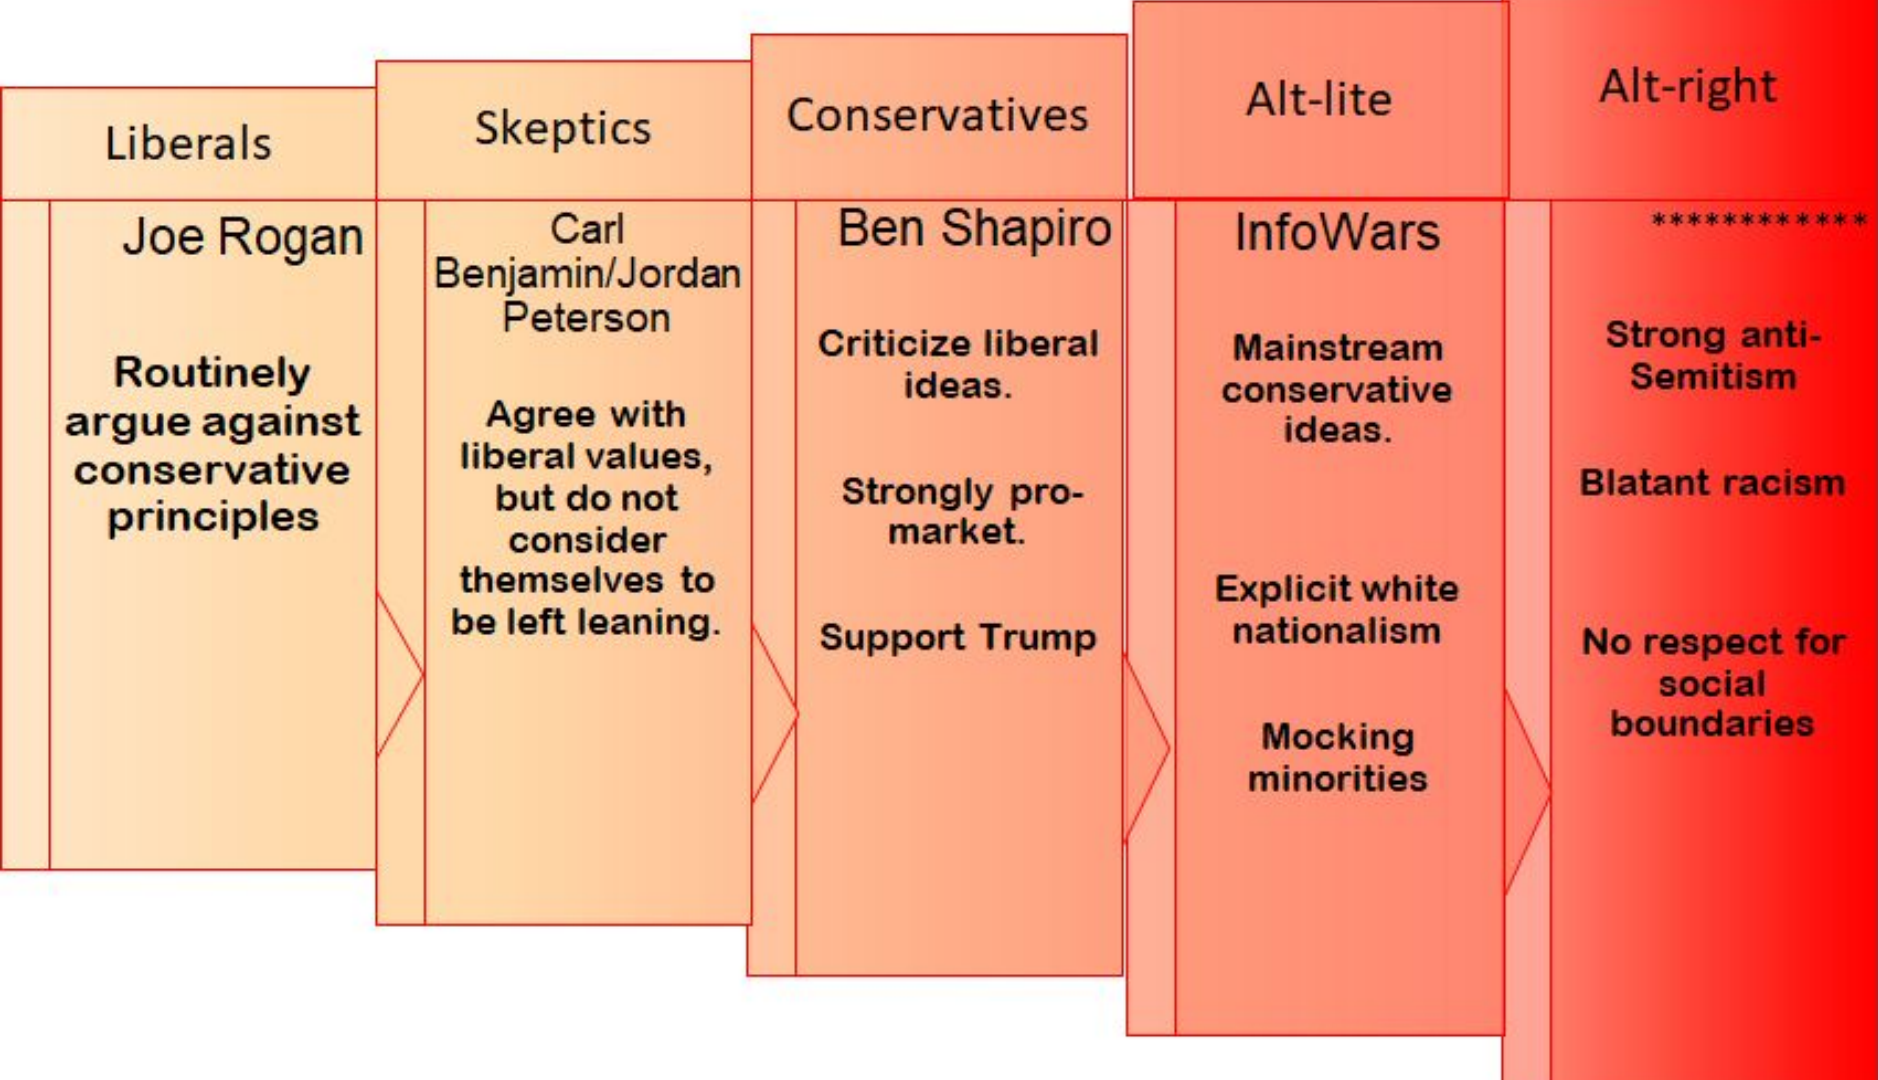 Liberals
Joe Rogan
Routinely
argue against
conservative
principles
Skeptics
Carl
Benjamin/Jordan
Peterson
Agree with
liberal values,
but do not
consider
themselves to
be left leaning.
Conservatives
Ben Shapiro
Criticize liberal
ideas.
Strongly pro-
market.
Support Trump
Alt-lite
InfoWars
Mainstream
conservative
ideas.
Explicit white
nationalism
Mocking
minorities
Alt-right
************
Strong anti-
Semitism
Blatant racism
No respect for
social
boundaries